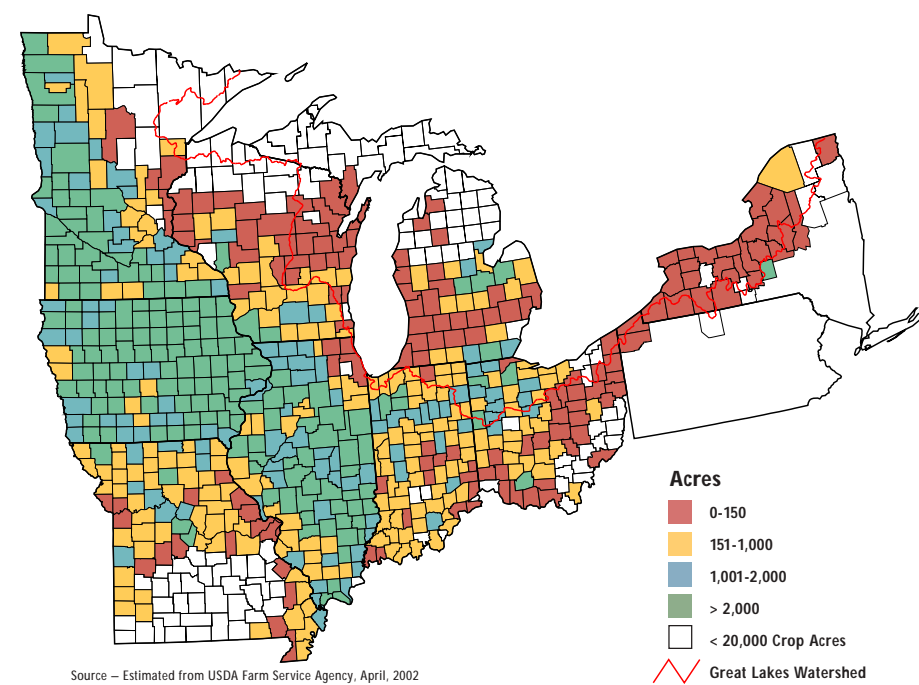 Acres
0-150
151-1,000
1,001-2,000
> 2,000
< 20,000 Crop Acres
Great Lakes Watershed
Source – Estimated from USDA Farm Service Agency, April, 2002